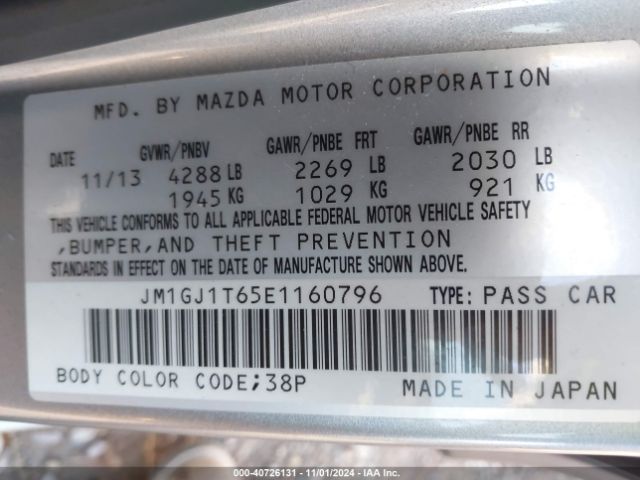 MFD. BY MAZDA MOTOR CORPORATION
DATE GVWR/PNBV GAWR/PNBE FRT GAWR/PNBE RR
11/13 4288 LB 2269 LB 2030 LB
1945 KG 1029 KG 921 KG
THIS VEHICLE CONFORMS TO ALL APPLICABLE FEDERAL MOTOR VEHICLE SAFETY
,BUMPER,AND THEFT PREVENTION
STANDARDS IN EFFECT ON THE DATE OF MANUFACTURE SHOWN ABOVE.
JM1GJ1T65E1160796 TYPE: PASS CAR
BODY COLOR CODE;38P MADE IN JAPAN
000-40726131 - 11/01/2024 - IAA Inc.